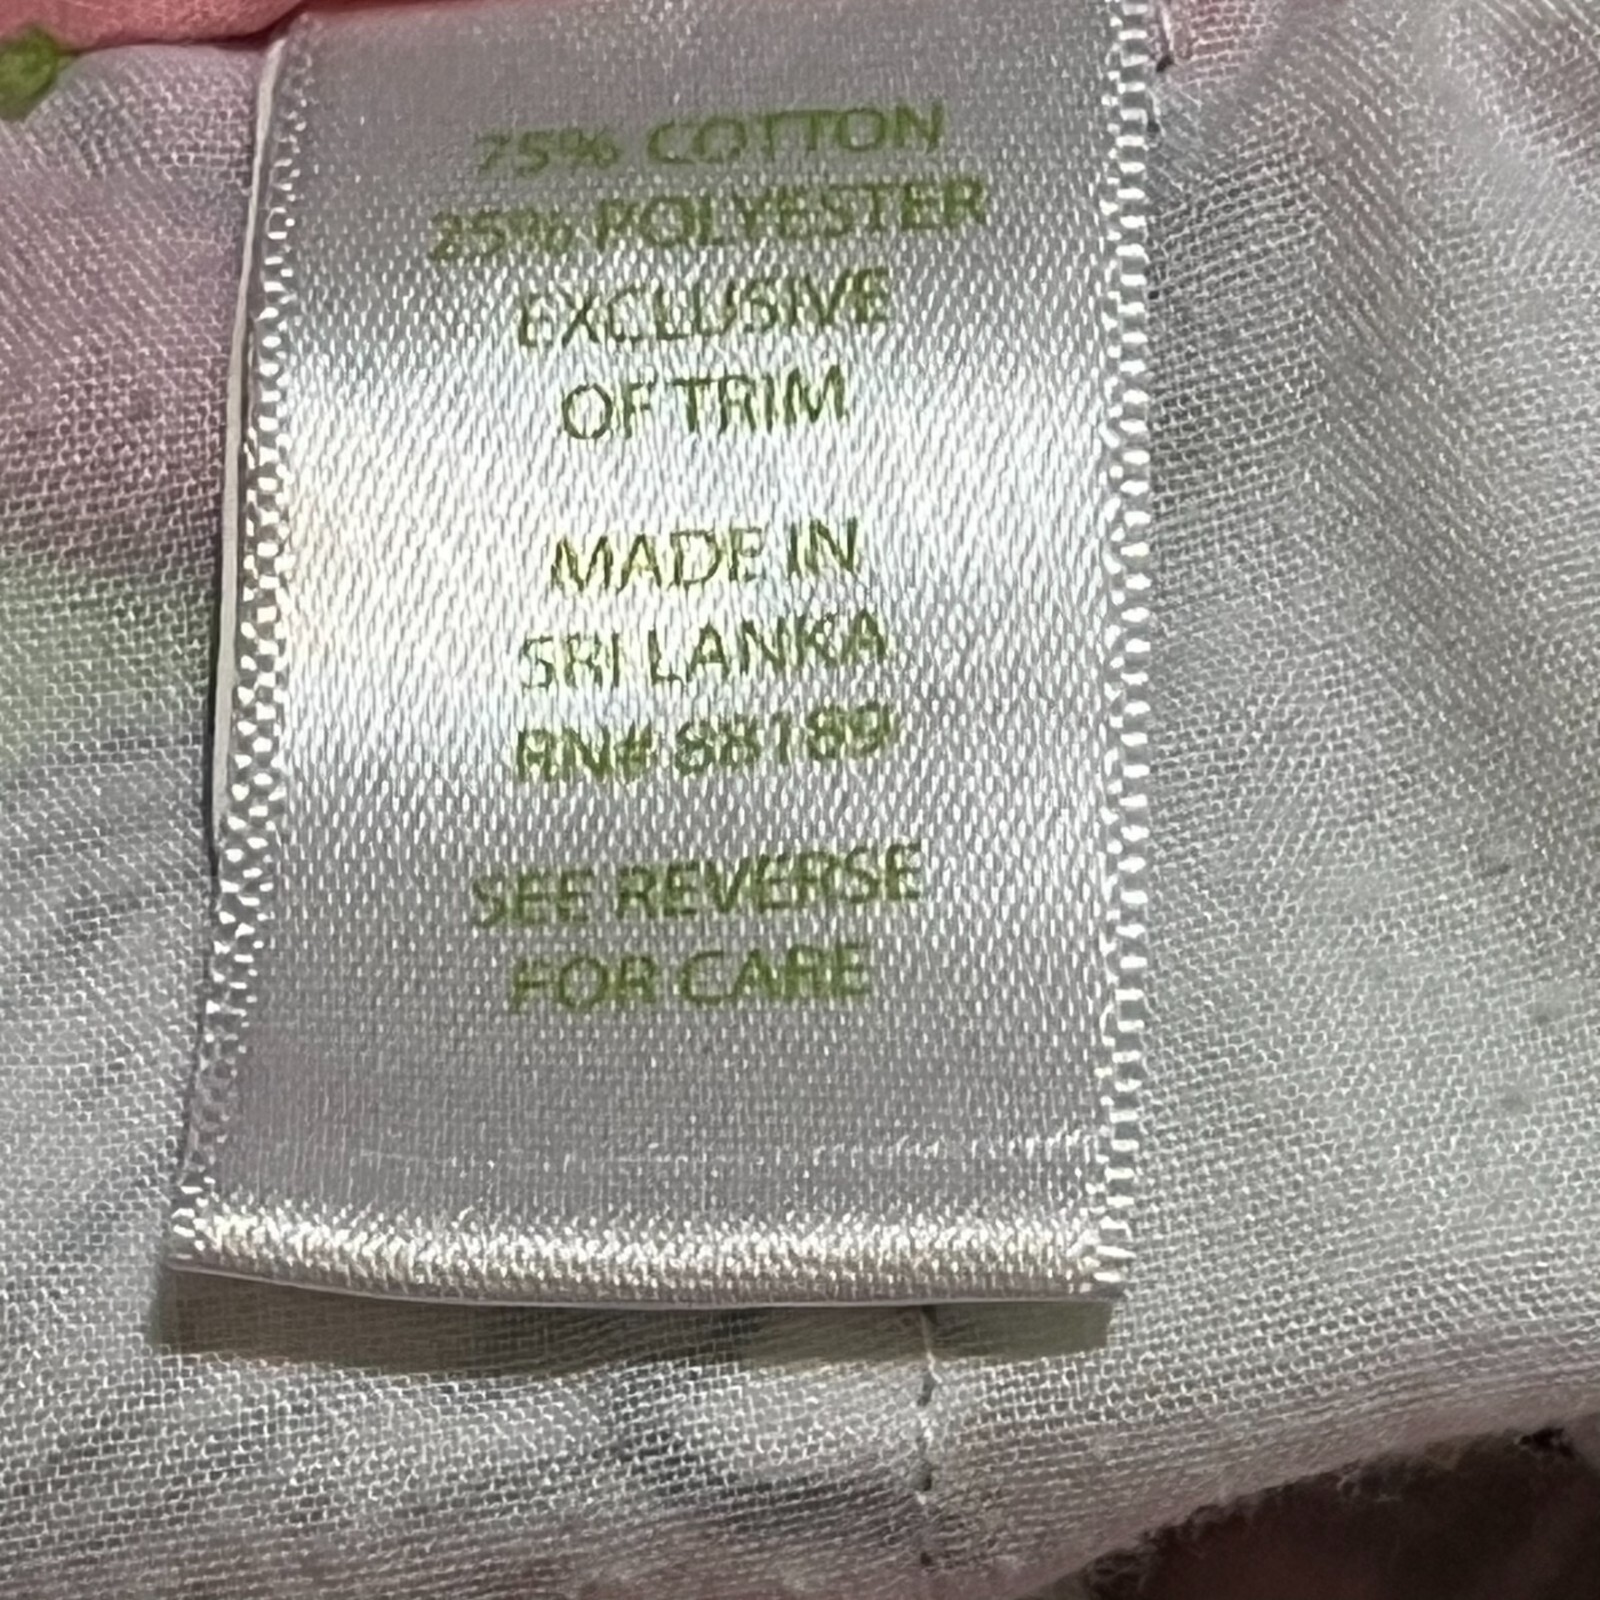 75% COTTON
25% POLYESTER
EXCLUSIVE
OF TRIM
MADE IN
SRI LANKA
RN# 88189
SEE REVERSE
FOR CARE